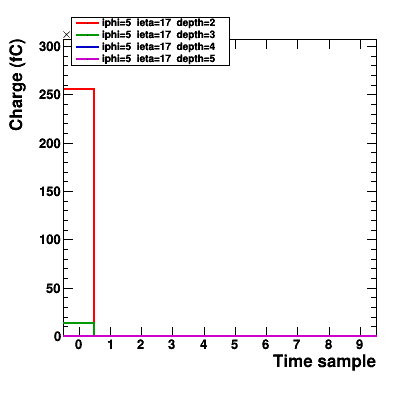 iphi=5 ieta=17 depth=2
iphi=5 ieta=17 depth=3
iphi=5 ieta=17 depth=4
iphi=5 ieta=17 depth=5
Charge (fC)
300
250
200
150
100
50
0
0 1 2 3 4 5 6 7 8 9
Time sample